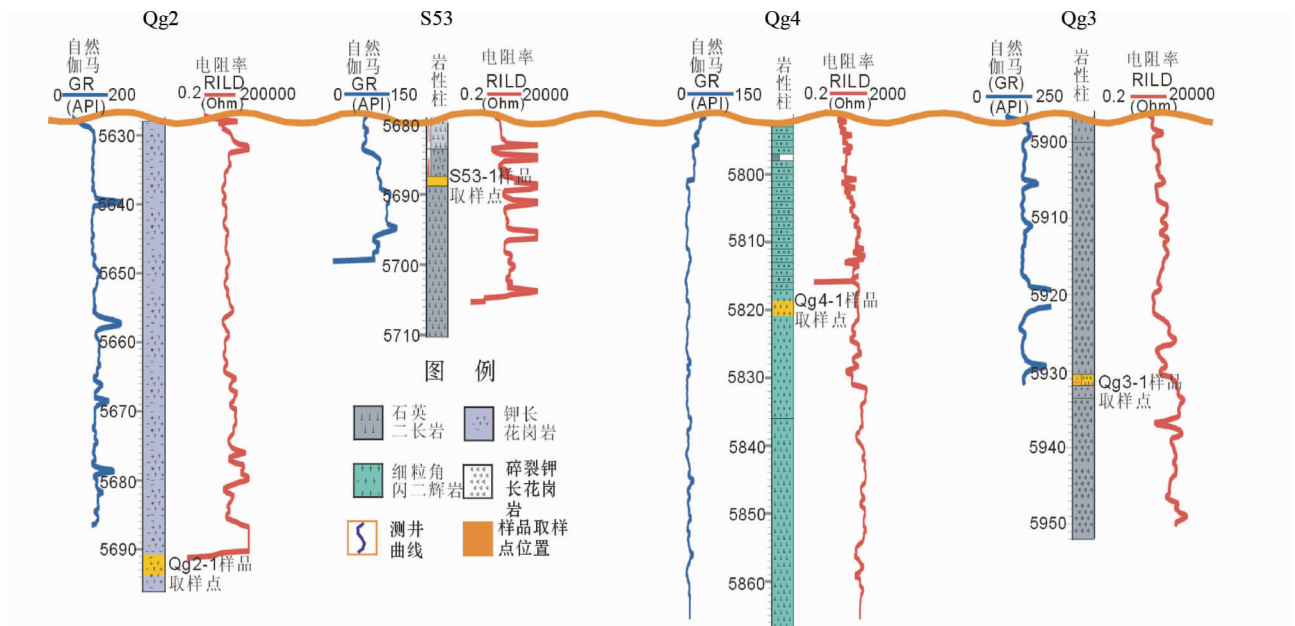 Qg2
S53
Qg4
Qg3
自然
伽马
GR
0 200
(API)
电阻率
RILD
0.2 200000
(Ohm)
5630
5640
5650
5660
5670
5680
5690
Qg2-1样品
取样点
自然
伽马
GR
0 150
(API)
岩性柱
电阻率
RILD
0.2 20000
(Ohm)
5680
5690
5700
5710
S53-1样品
取样点
图 例
石英
二长岩
钾长
花岗岩
细粒角
闪二辉岩
碎裂钾
长花岗
岩
测井
曲线
样品取样
点位置
自然
伽马
GR
0 150
(API)
岩性柱
电阻率
RILD
0.2 20000
(Ohm)
5800
5810
5820
5830
5840
5850
5860
Qg4-1样品
取样点
自然
伽马
(GR)
0 250
(API)
岩性柱
电阻率
RILD
0.2 20000
(Ohm)
5900
5910
5920
5930
5940
5950
Qg3-1样品
取样点